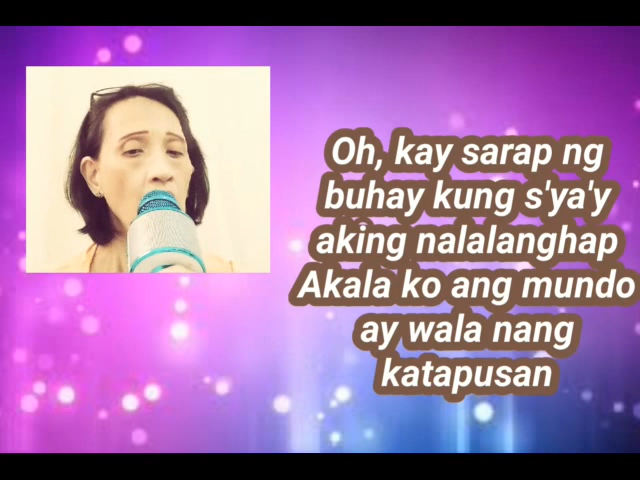 Oh, kay sarap ng
buhay kung s'ya'y
aking nalalanghap
Akala ko ang mundo
ay wala nang
katapusan